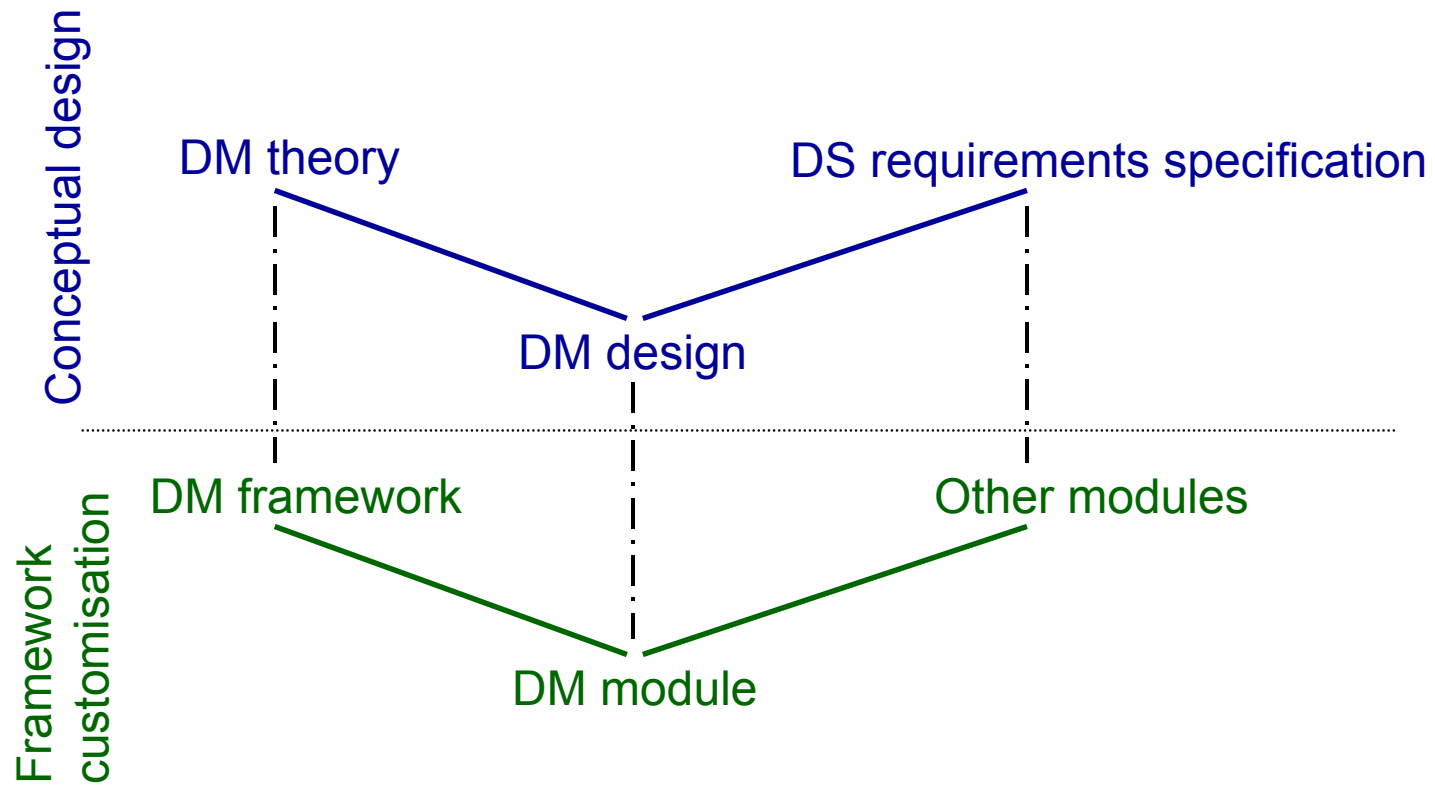 Conceptual design
DM theory
DS requirements specification
DM design
Framework
customisation
DM framework
Other modules
DM module